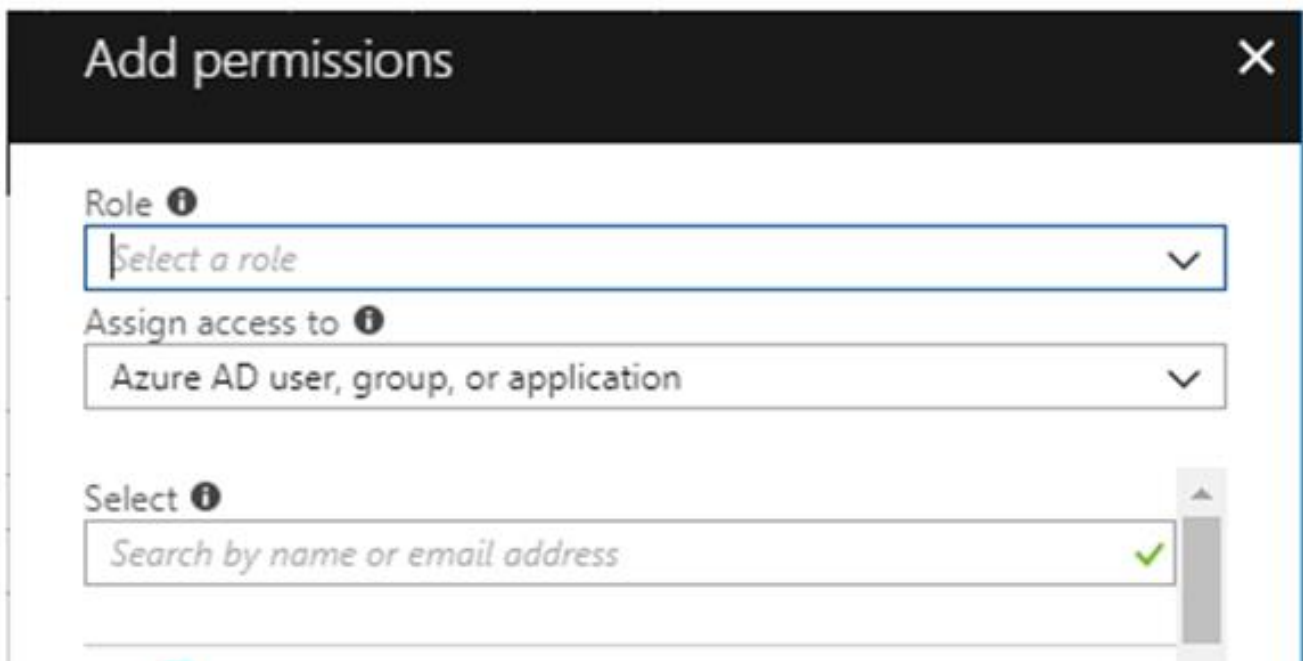 Add permissions
Role
Select a role
Assign access to
Azure AD user, group, or application
Select
Search by name or email address